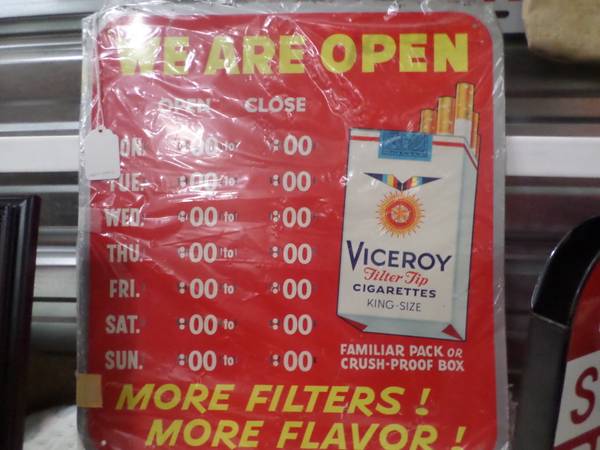 WE ARE OPEN
OPEN CLOSE
MON. :00 to :00
TUE. :00 to :00
WED. :00 to :00
THU. :00 to :00
FRI. :00 to :00
SAT. :00 to :00
SUN. :00 to :00
VICEROY
Filter Tip
CIGARETTES
KING-SIZE
FAMILIAR PACK OR
CRUSH-PROOF BOX
MORE FILTERS!
MORE FLAVOR!
S